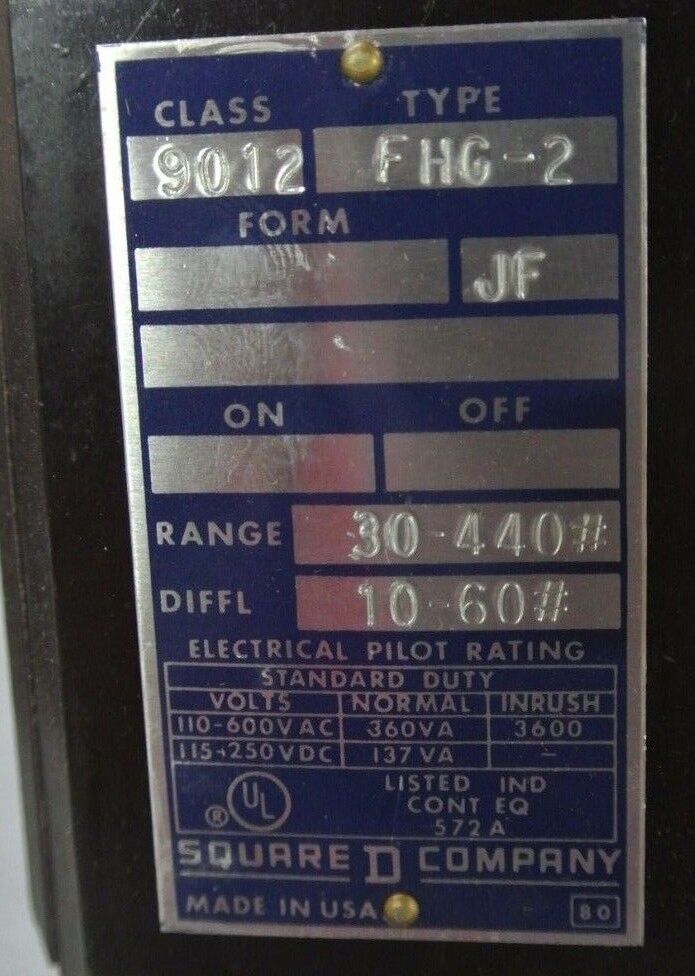 CLASS TYPE
9012 FHG-2
FORM
JF
ON OFF
RANGE 30-440#
DIFFL 10-60#
ELECTRICAL PILOT RATING
STANDARD DUTY
VOLTS NORMAL INRUSH
110-600VAC 360VA 3600
115-250VDC 137VA -
® UL LISTED IND
CONT EQ
572A
SQUARE D COMPANY
MADE IN USA 80